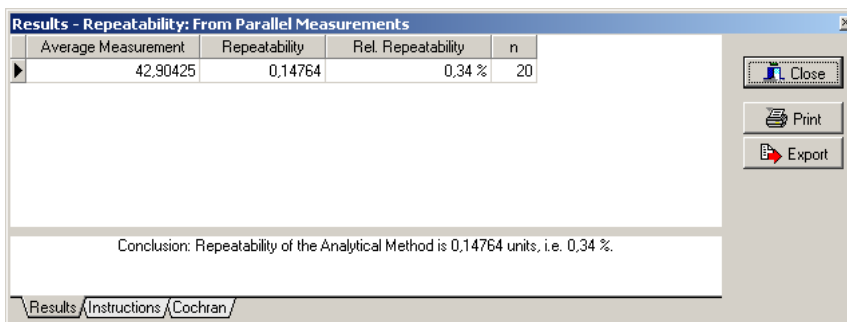 Results - Repeatability: From Parallel Measurements
Average Measurement Repeatability Rel. Repeatability n
42,90425 0,14764 0,34 % 20
Close
Print
Export
Conclusion: Repeatability of the Analytical Method is 0,14764 units, i.e. 0,34 %.
Results Instructions Cochran